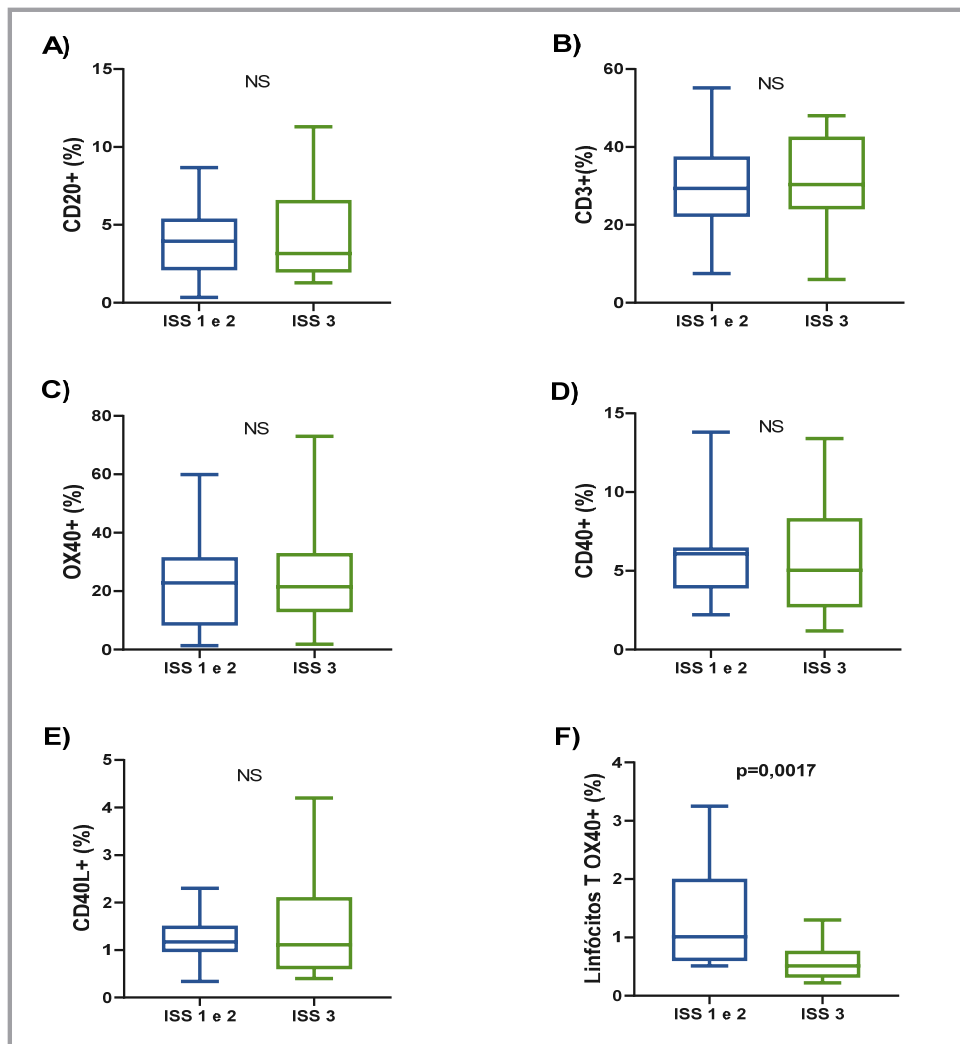 A)
CD20+ (%)
15
10
5
0
NS
ISS 1 e 2
ISS 3
B)
CD3+(%)
60
40
20
0
NS
ISS 1 e 2
ISS 3
C)
OX40+ (%)
80
60
40
20
0
NS
ISS 1 e 2
ISS 3
D)
CD40+ (%)
15
10
5
0
NS
ISS 1 e 2
ISS 3
E)
CD40L+ (%)
5
4
3
2
1
0
NS
ISS 1 e 2
ISS 3
F)
Linfócitos T OX40+ (%)
4
3
2
1
0
p=0,0017
ISS 1 e 2
ISS 3